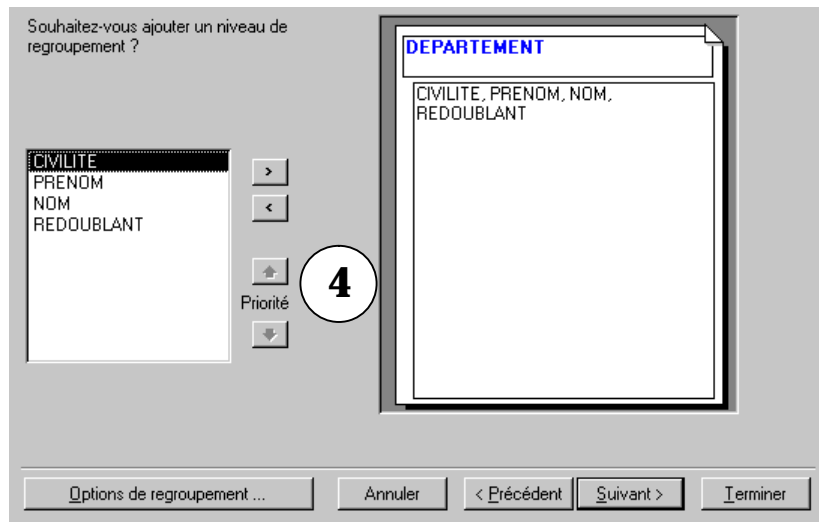 Souhaitez-vous ajouter un niveau de
regroupement ?
DEPARTEMENT
CIVILITE, PRENOM, NOM,
REDOUBLANT
CIVILITE
PRENOM
NOM
REDOUBLANT
>
<
Priorité
4
Options de regroupement ...
Annuler
< Précédent
Suivant >
Terminer